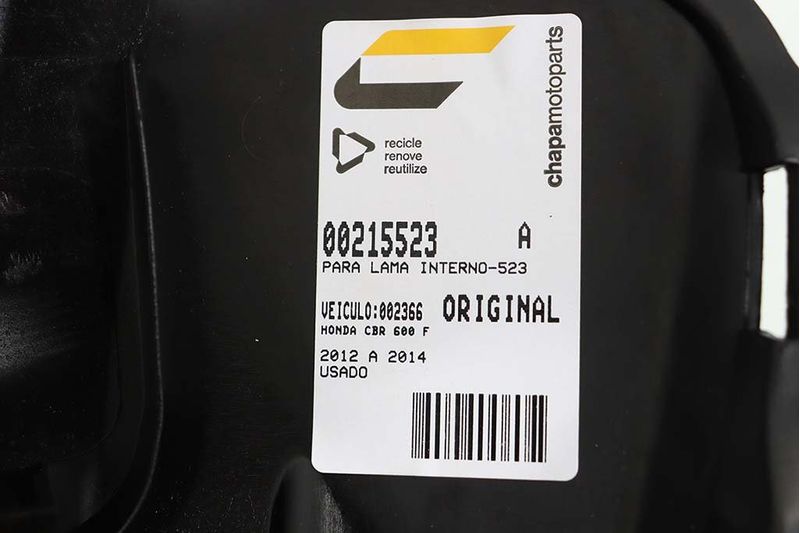 chapamotoparts
recicle
renove
reutilize
00215523 A
PARA LAMA INTERNO-523
VEICULO:002366 ORIGINAL
HONDA CBR 600 F
2012 A 2014
USADO